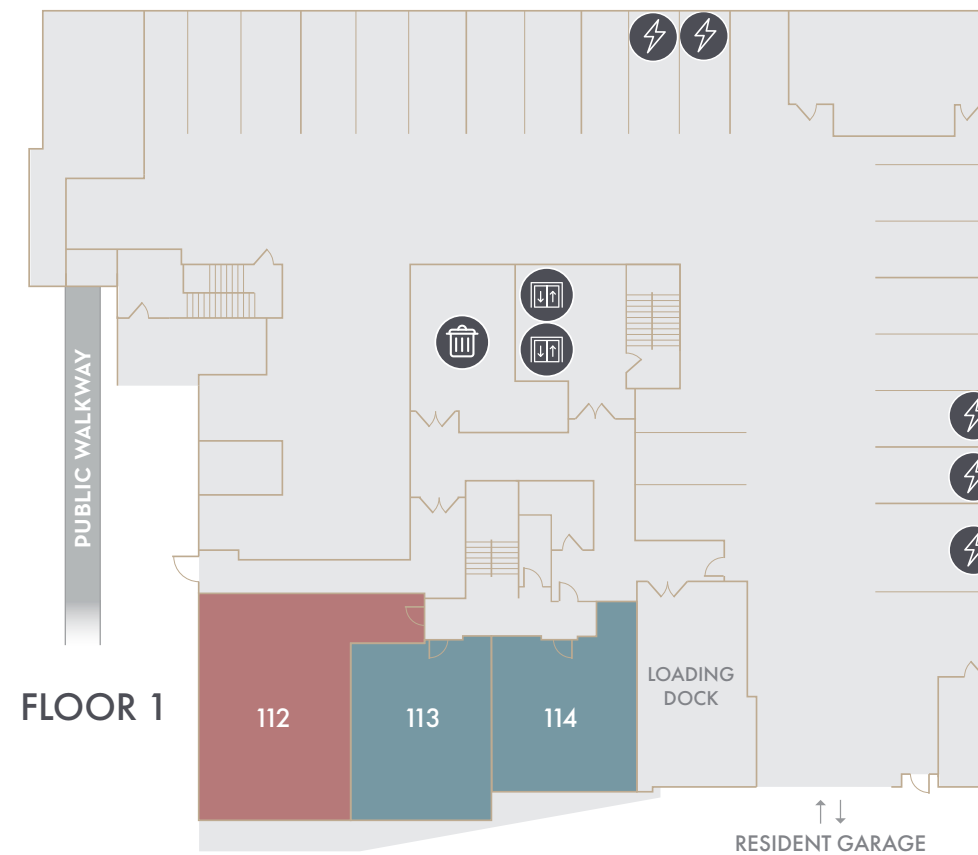 PUBLIC WALKWAY
FLOOR 1
112
113
114
LOADING
DOCK
RESIDENT GARAGE